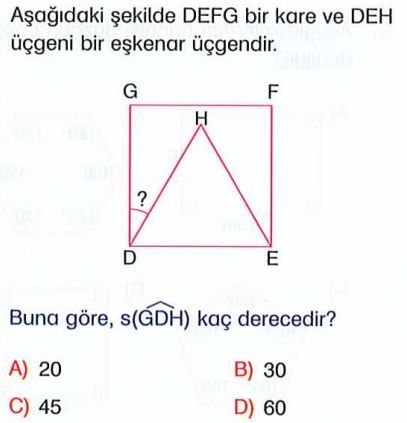 Aşağıdaki şekilde DEFG bir kare ve DEH
üçgeni bir eşkenar üçgendir.
G F
H
?
D E
Buna göre, s(GDH) kaç derecedir?
A) 20 B) 30
C) 45 D) 60